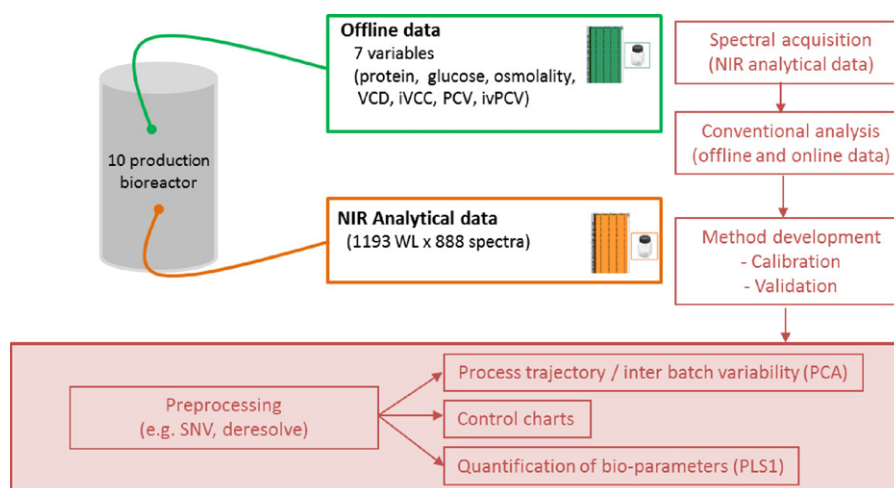 Offline data
7 variables
(protein, glucose, osmolality,
VCD, iVCC, PCV, ivPCV)
10 production
bioreactor
NIR Analytical data
(1193 WL x 888 spectra)
Spectral acquisition
(NIR analytical data)
Conventional analysis
(offline and online data)
Method development
- Calibration
- Validation
Preprocessing
(e.g. SNV, deresolve)
Process trajectory / inter batch variability (PCA)
Control charts
Quantification of bio-parameters (PLS1)